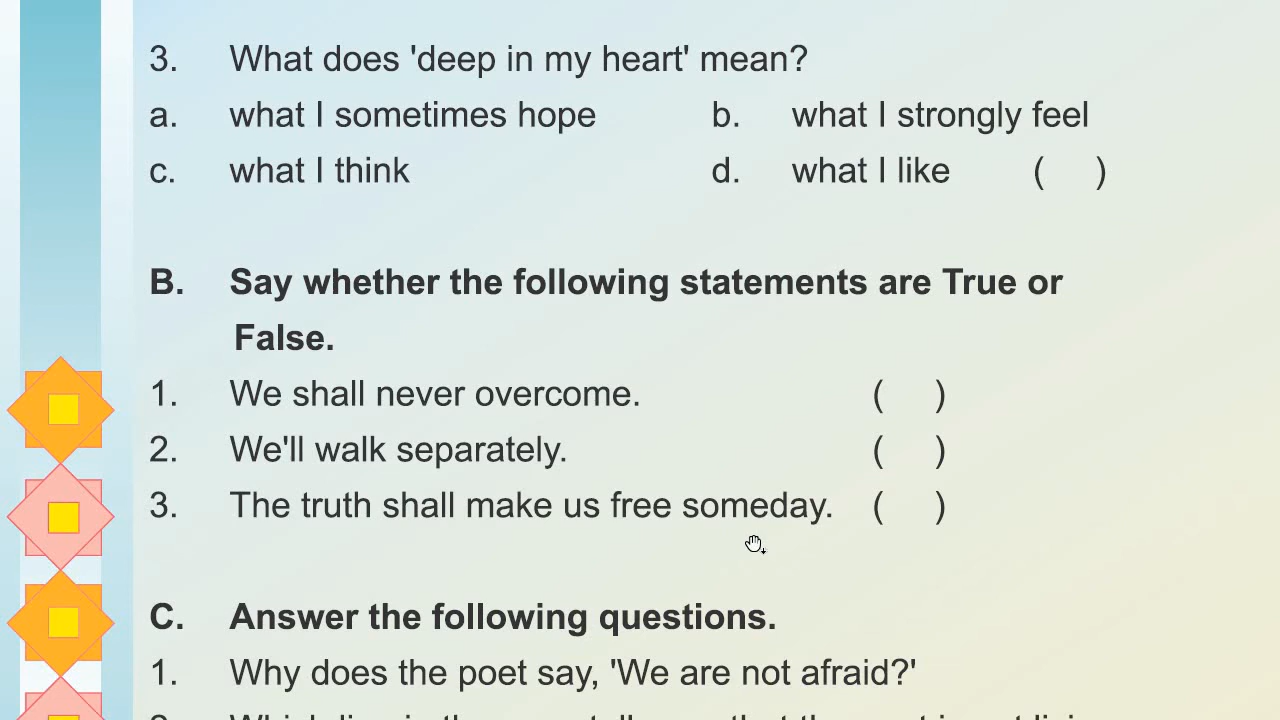 3. What does 'deep in my heart' mean?
a. what I sometimes hope b. what I strongly feel
c. what I think d. what I like ( )
B. Say whether the following statements are True or
False.
1. We shall never overcome. ( )
2. We'll walk separately. ( )
3. The truth shall make us free someday. ( )
C. Answer the following questions.
1. Why does the poet say, 'We are not afraid?'